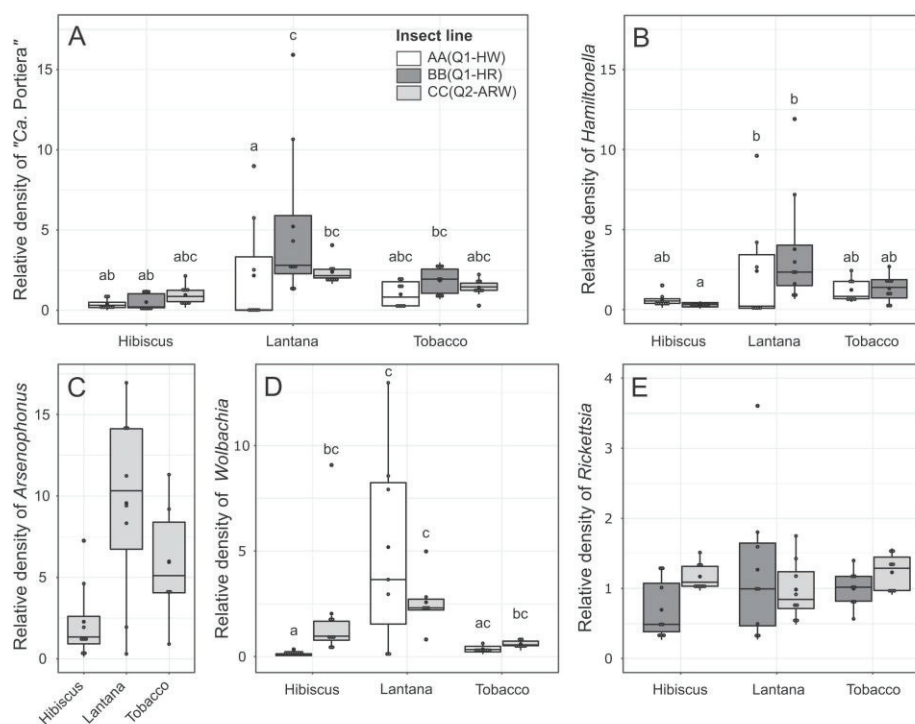 A
Insect line
AA(Q1-HW)
BB(Q1-HR)
CC(Q2-ARW)
Relative density of "Ca. Portiera"
15
10
5
0
ab
ab
abc
a
c
bc
abc
bc
abc
Hibiscus
Lantana
Tobacco
B
Relative density of Hamiltonella
15
10
5
0
ab
a
b
b
ab
ab
Hibiscus
Lantana
Tobacco
C
Relative density of Arsenophonus
15
10
5
0
Hibiscus
Lantana
Tobacco
D
Relative density of Wolbachia
10
5
0
a
bc
c
c
ac
bc
Hibiscus
Lantana
Tobacco
E
Relative density of Rickettsia
4
3
2
1
0
Hibiscus
Lantana
Tobacco